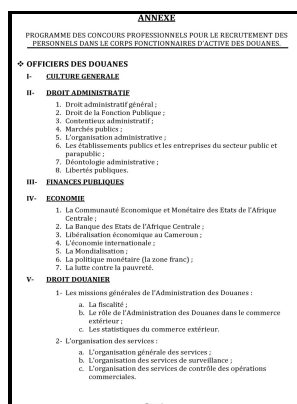 ANNEXE
PROGRAMME DES CONCOURS PROFESSIONNELS POUR LE RECRUTEMENT DES
PERSONNELS DANS LE CORPS FONCTIONNAIRES D'ACTIVE DES DOUANES.
❖ OFFICIERS DES DOUANES
I- CULTURE GENERALE
II- DROIT ADMINISTRATIF
1. Droit administratif général ;
2. Droit de la Fonction Publique ;
3. Contentieux administratif ;
4. Marchés publics ;
5. L'organisation administrative ;
6. Les établissements publics et les entreprises du secteur public et
parapublic ;
7. Déontologie administrative ;
8. Libertés publiques.
III- FINANCES PUBLIQUES
IV- ECONOMIE
1. La Communauté Economique et Monétaire des Etats de l'Afrique
Centrale ;
2. La Banque des Etats de l'Afrique Centrale ;
3. Libéralisation économique au Cameroun ;
4. L'économie internationale ;
5. La Mondialisation ;
6. La politique monétaire (la zone franc) ;
7. La lutte contre la pauvreté.
V- DROIT DOUANIER
1- Les missions générales de l'Administration des Douanes :
a. La fiscalité ;
b. Le rôle de l'Administration des Douanes dans le commerce
extérieur ;
c. Les statistiques du commerce extérieur.
2- L'organisation des services :
a. L'organisation générale des services ;
b. L'organisation des services de surveillance ;
c. L'organisation des services de contrôle des opérations
commerciales.